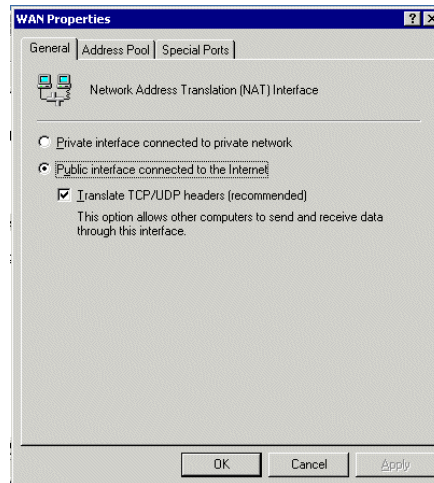 WAN Properties
General Address Pool Special Ports
Network Address Translation (NAT) Interface
Private interface connected to private network
Public interface connected to the Internet
Translate TCP/UDP headers (recommended)
This option allows other computers to send and receive data
through this interface.
OK Cancel Apply